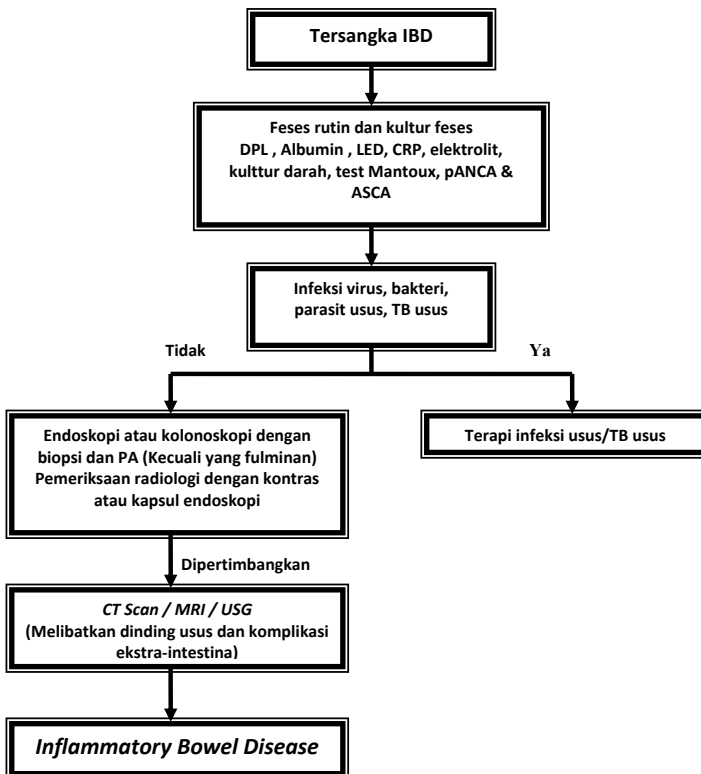 Tersangka IBD
Feses rutin dan kultur feses
DPL , Albumin , LED, CRP, elektrolit,
kulttur darah, test Mantoux, pANCA &
ASCA
Infeksi virus, bakteri,
parasit usus, TB usus
Tidak
Ya
Endoskopi atau kolonoskopi dengan
biopsi dan PA (Kecuali yang fulminan)
Pemeriksaan radiologi dengan kontras
atau kapsul endoskopi
Terapi infeksi usus/TB usus
Dipertimbangkan
CT Scan / MRI / USG
(Melibatkan dinding usus dan komplikasi
ekstra-intestina)
Inflammatory Bowel Disease